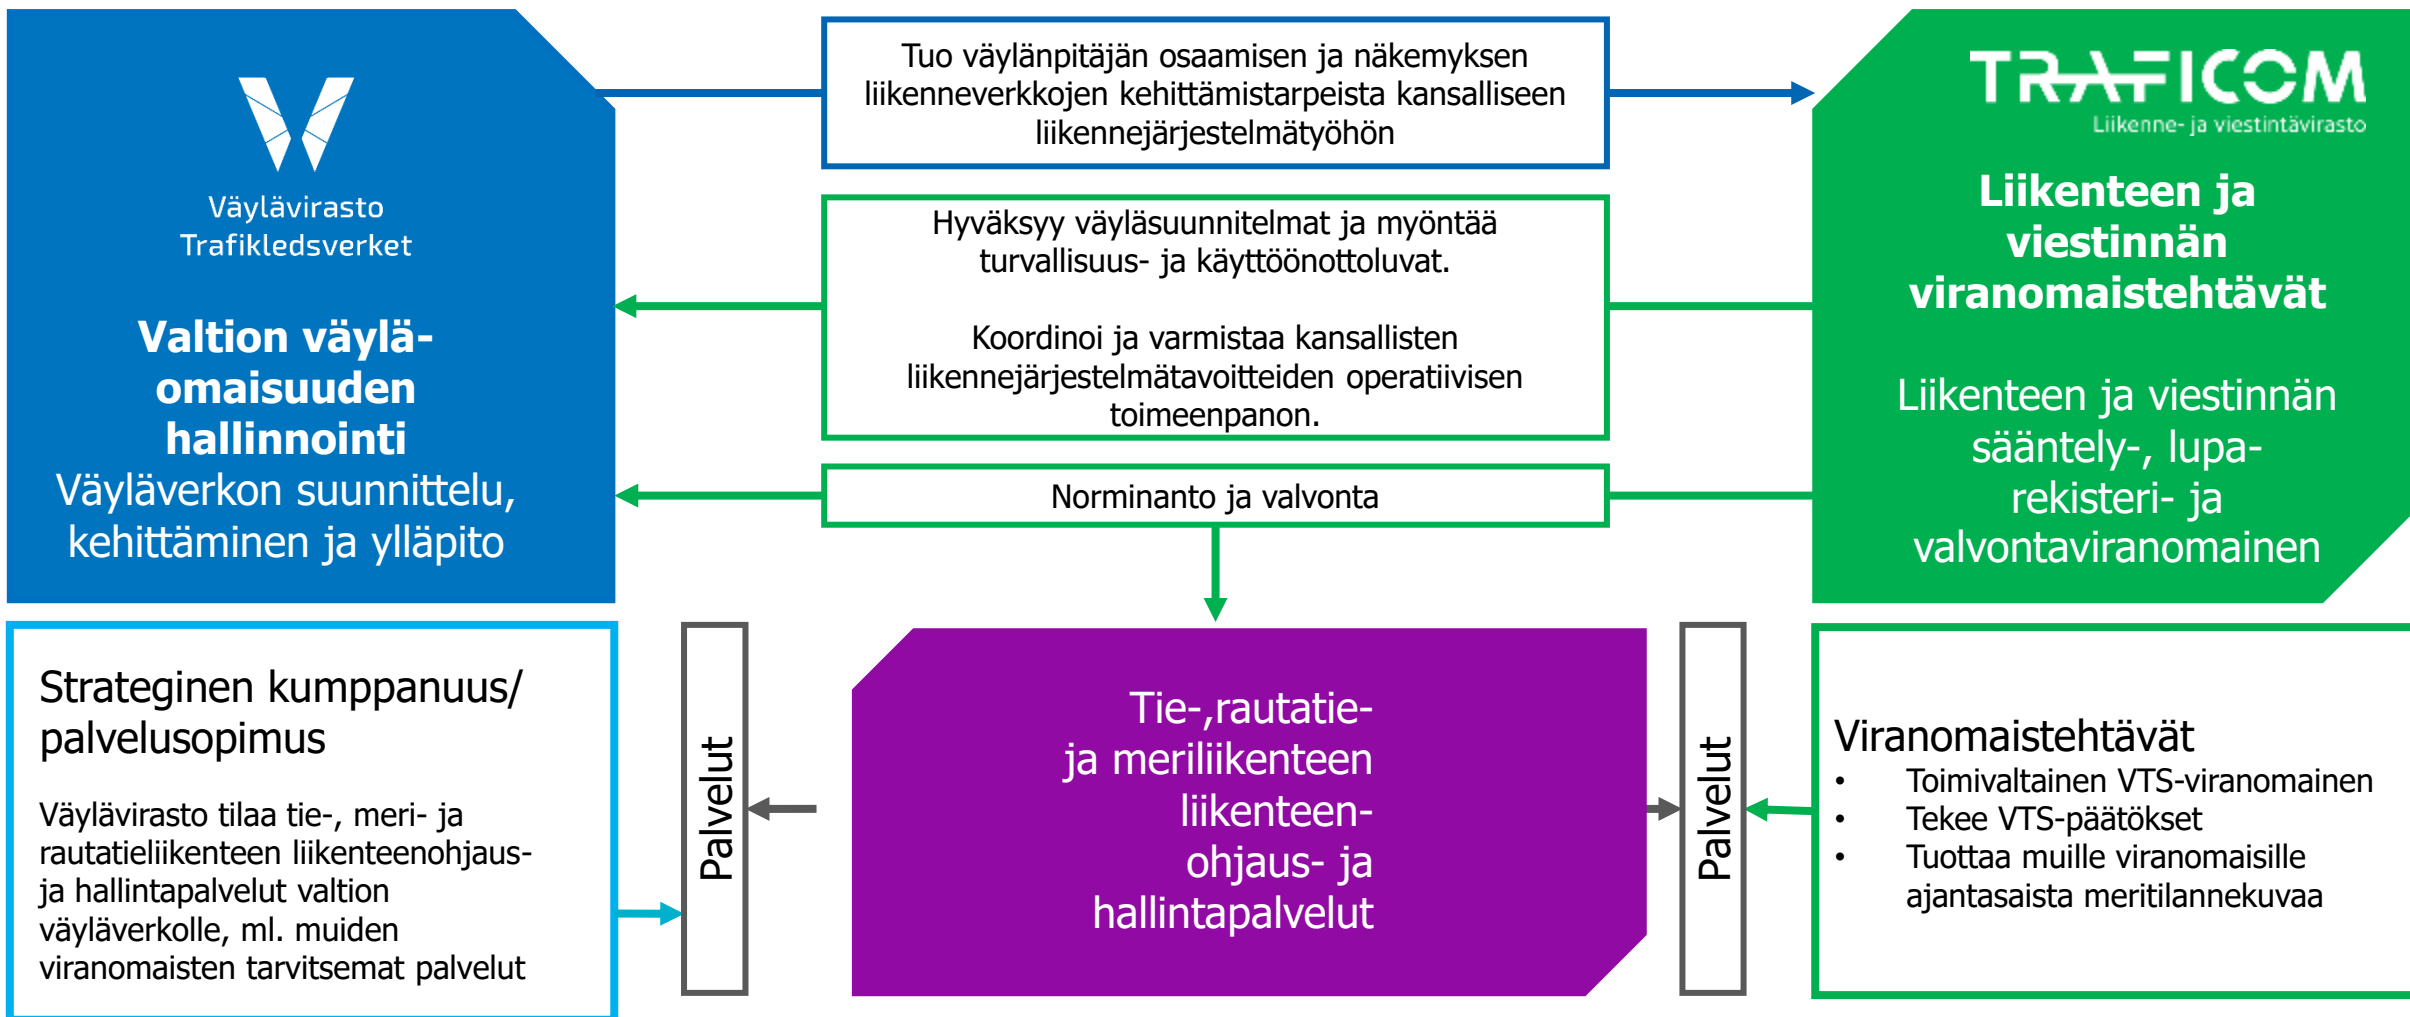 Väylävirasto
Trafikledsverket
Valtion väylä-
omaisuuden
hallinnointi
Väyläverkon suunnittelu,
kehittäminen ja ylläpito
Tuo väylänpitäjän osaamisen ja näkemyksen
liikenneverkkojen kehittämistarpeista kansalliseen
liikennejärjestelmätyöhön
Hyväksyy väyläsuunnitelmat ja myöntää
turvallisuus- ja käyttöönottoluvat.
Koordinoi ja varmistaa kansallisten
liikennejärjestelmätavoitteiden operatiivisen
toimeenpanon.
Norminanto ja valvonta
TRAFICOM
Liikenne- ja viestintävirasto
Liikenteen ja
viestinnän
viranomaistehtävät
Liikenteen ja viestinnän
sääntely-, lupa-
rekisteri- ja
valvontaviranomainen
Strateginen kumppanuus/
palvelusopimus
Väylävirasto tilaa tie-, meri- ja
rautatieliikenteen liikenteenohjaus-
ja hallintapalvelut valtion
väyläverkolle, ml. muiden
viranomaisten tarvitsemat palvelut
Palvelut
Tie-,rautatie-
ja meriliikenteen
liikenteen-
ohjaus- ja
hallintapalvelut
Palvelut
Viranomaistehtävät
• Toimivaltainen VTS-viranomainen
• Tekee VTS-päätökset
• Tuottaa muille viranomaisille
ajantasaista meritilannekuvaa